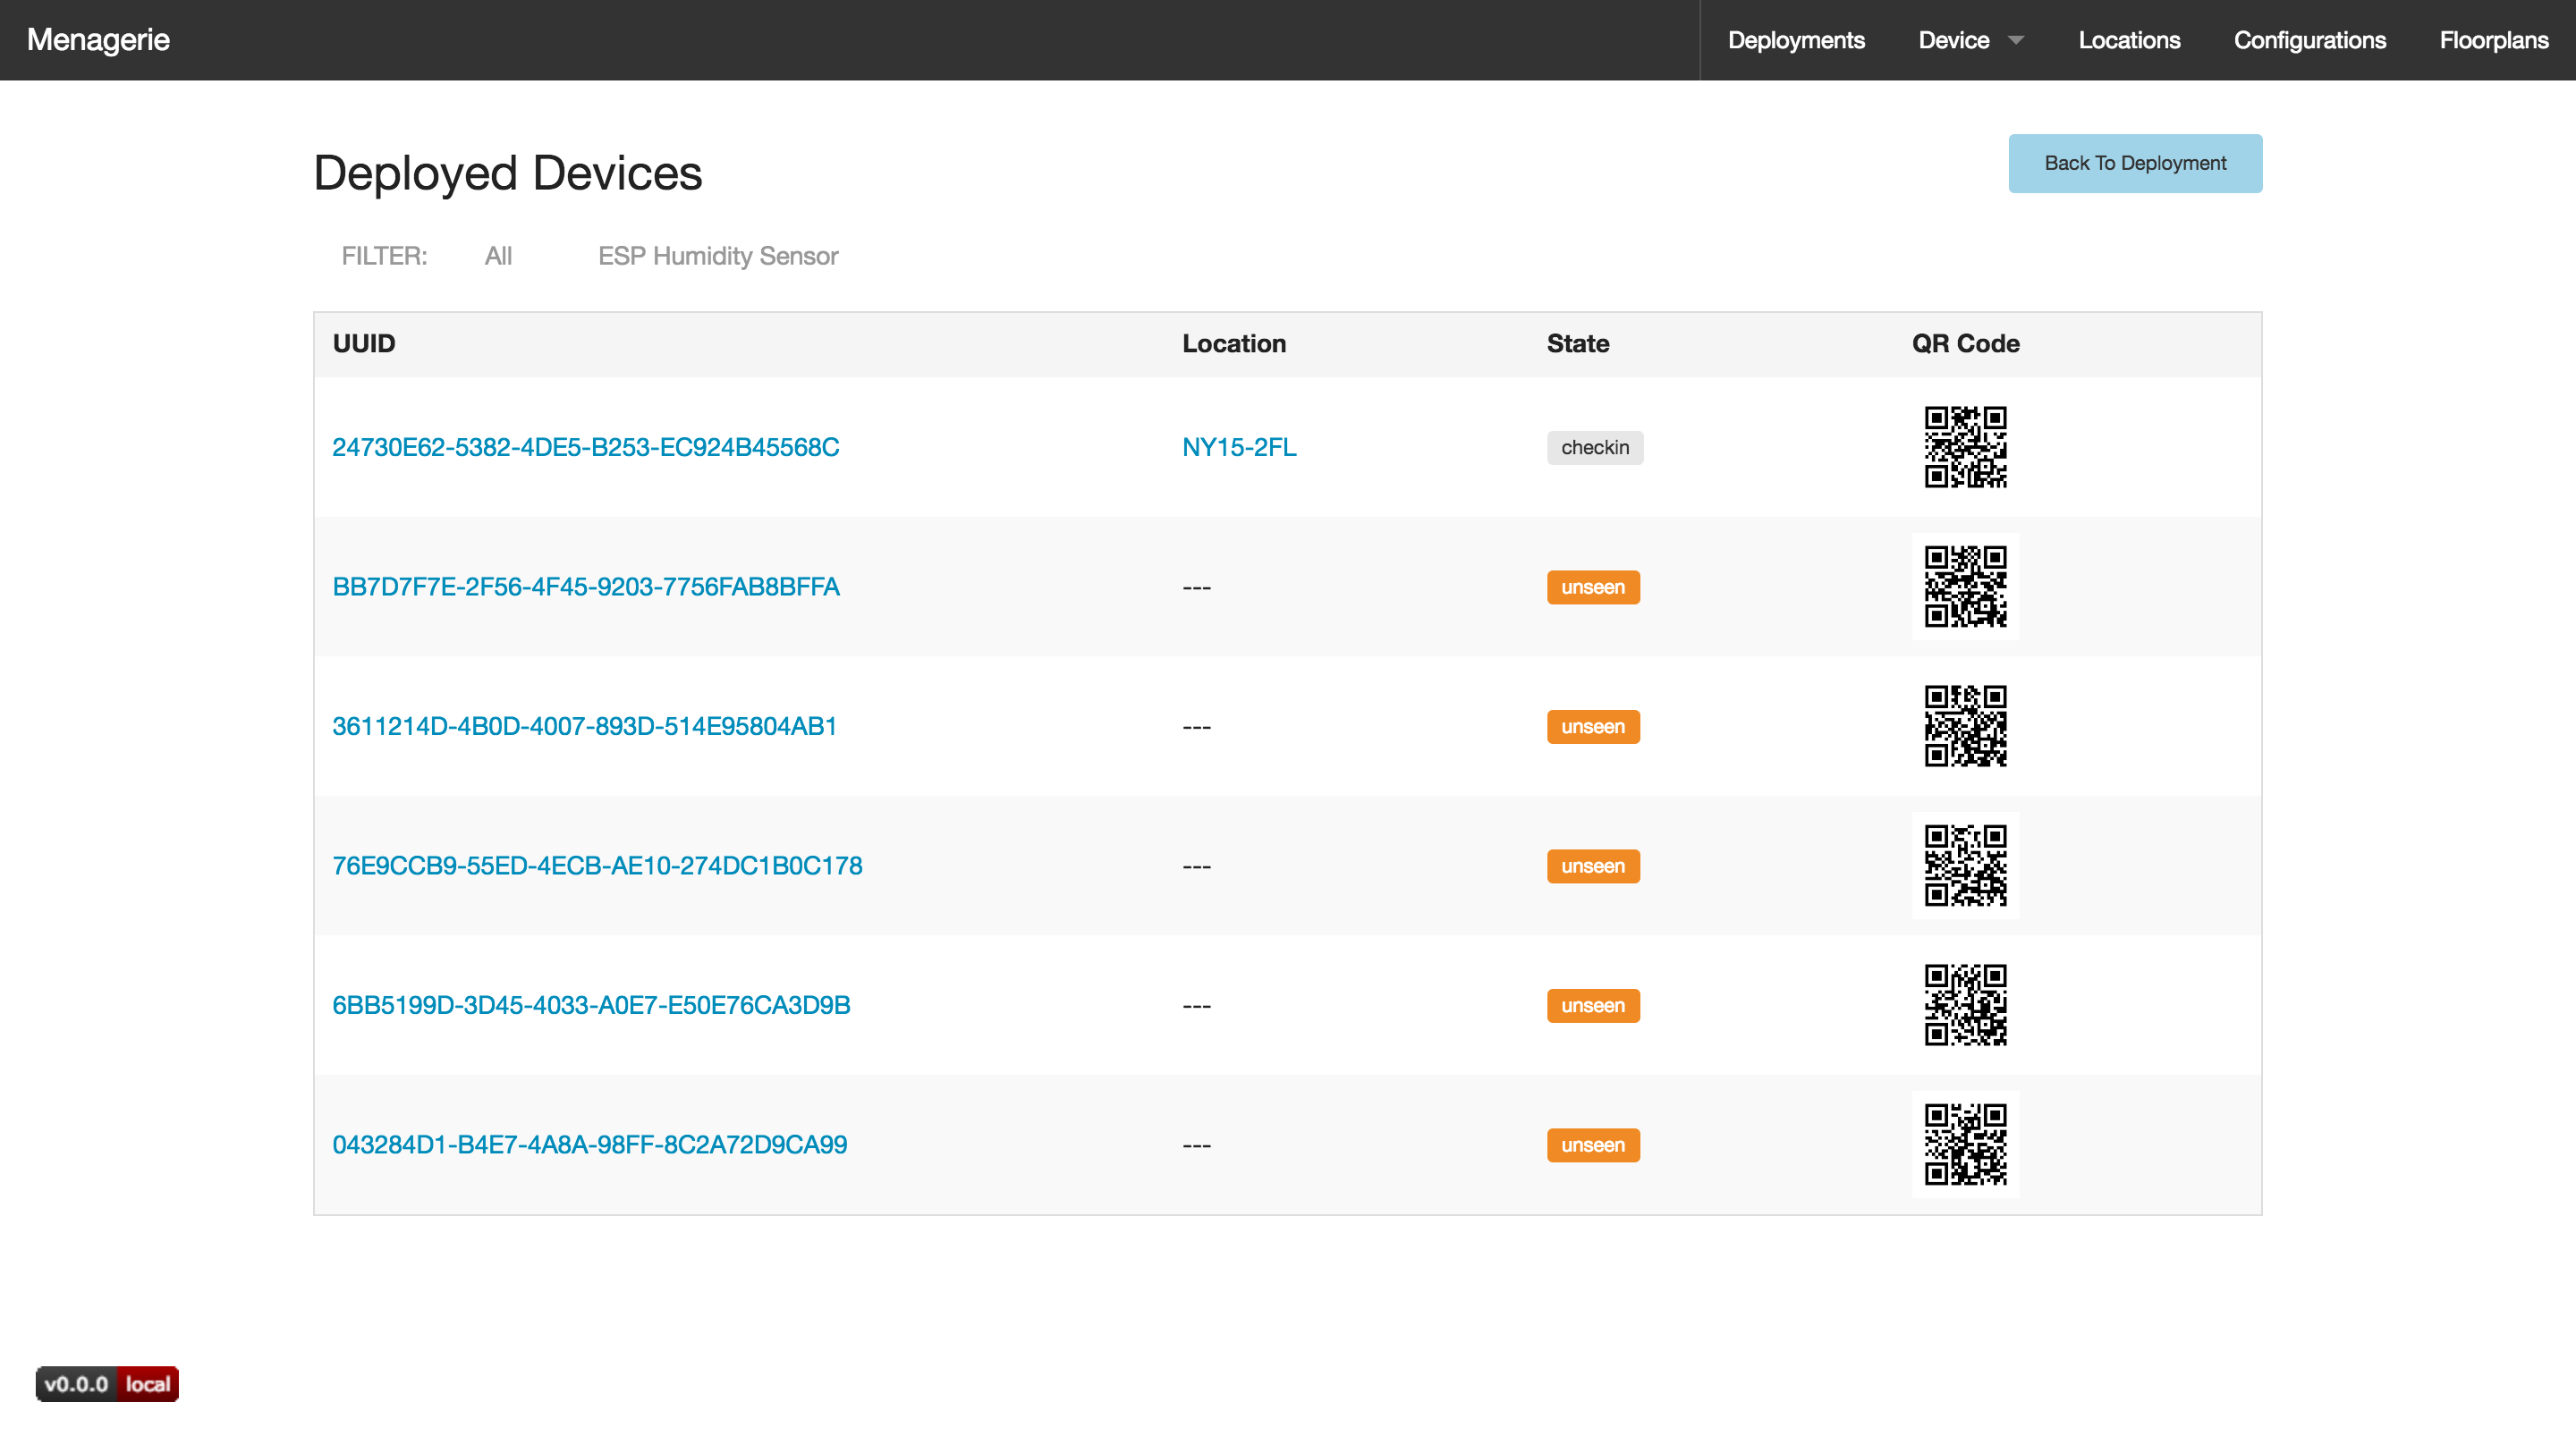 Menagerie
Deployments Device Locations Configurations Floorplans
Deployed Devices
Back To Deployment
FILTER: All ESP Humidity Sensor
UUID Location State QR Code
24730E62-5382-4DE5-B253-EC924B45568C NY15-2FL checkin
BB7D7F7E-2F56-4F45-9203-7756FAB8BFFA --- unseen
3611214D-4B0D-4007-893D-514E95804AB1 --- unseen
76E9CCB9-55ED-4ECB-AE10-274DC1B0C178 --- unseen
6BB5199D-3D45-4033-A0E7-E50E76CA3D9B --- unseen
043284D1-B4E7-4A8A-98FF-8C2A72D9CA99 --- unseen
v0.0.0 local